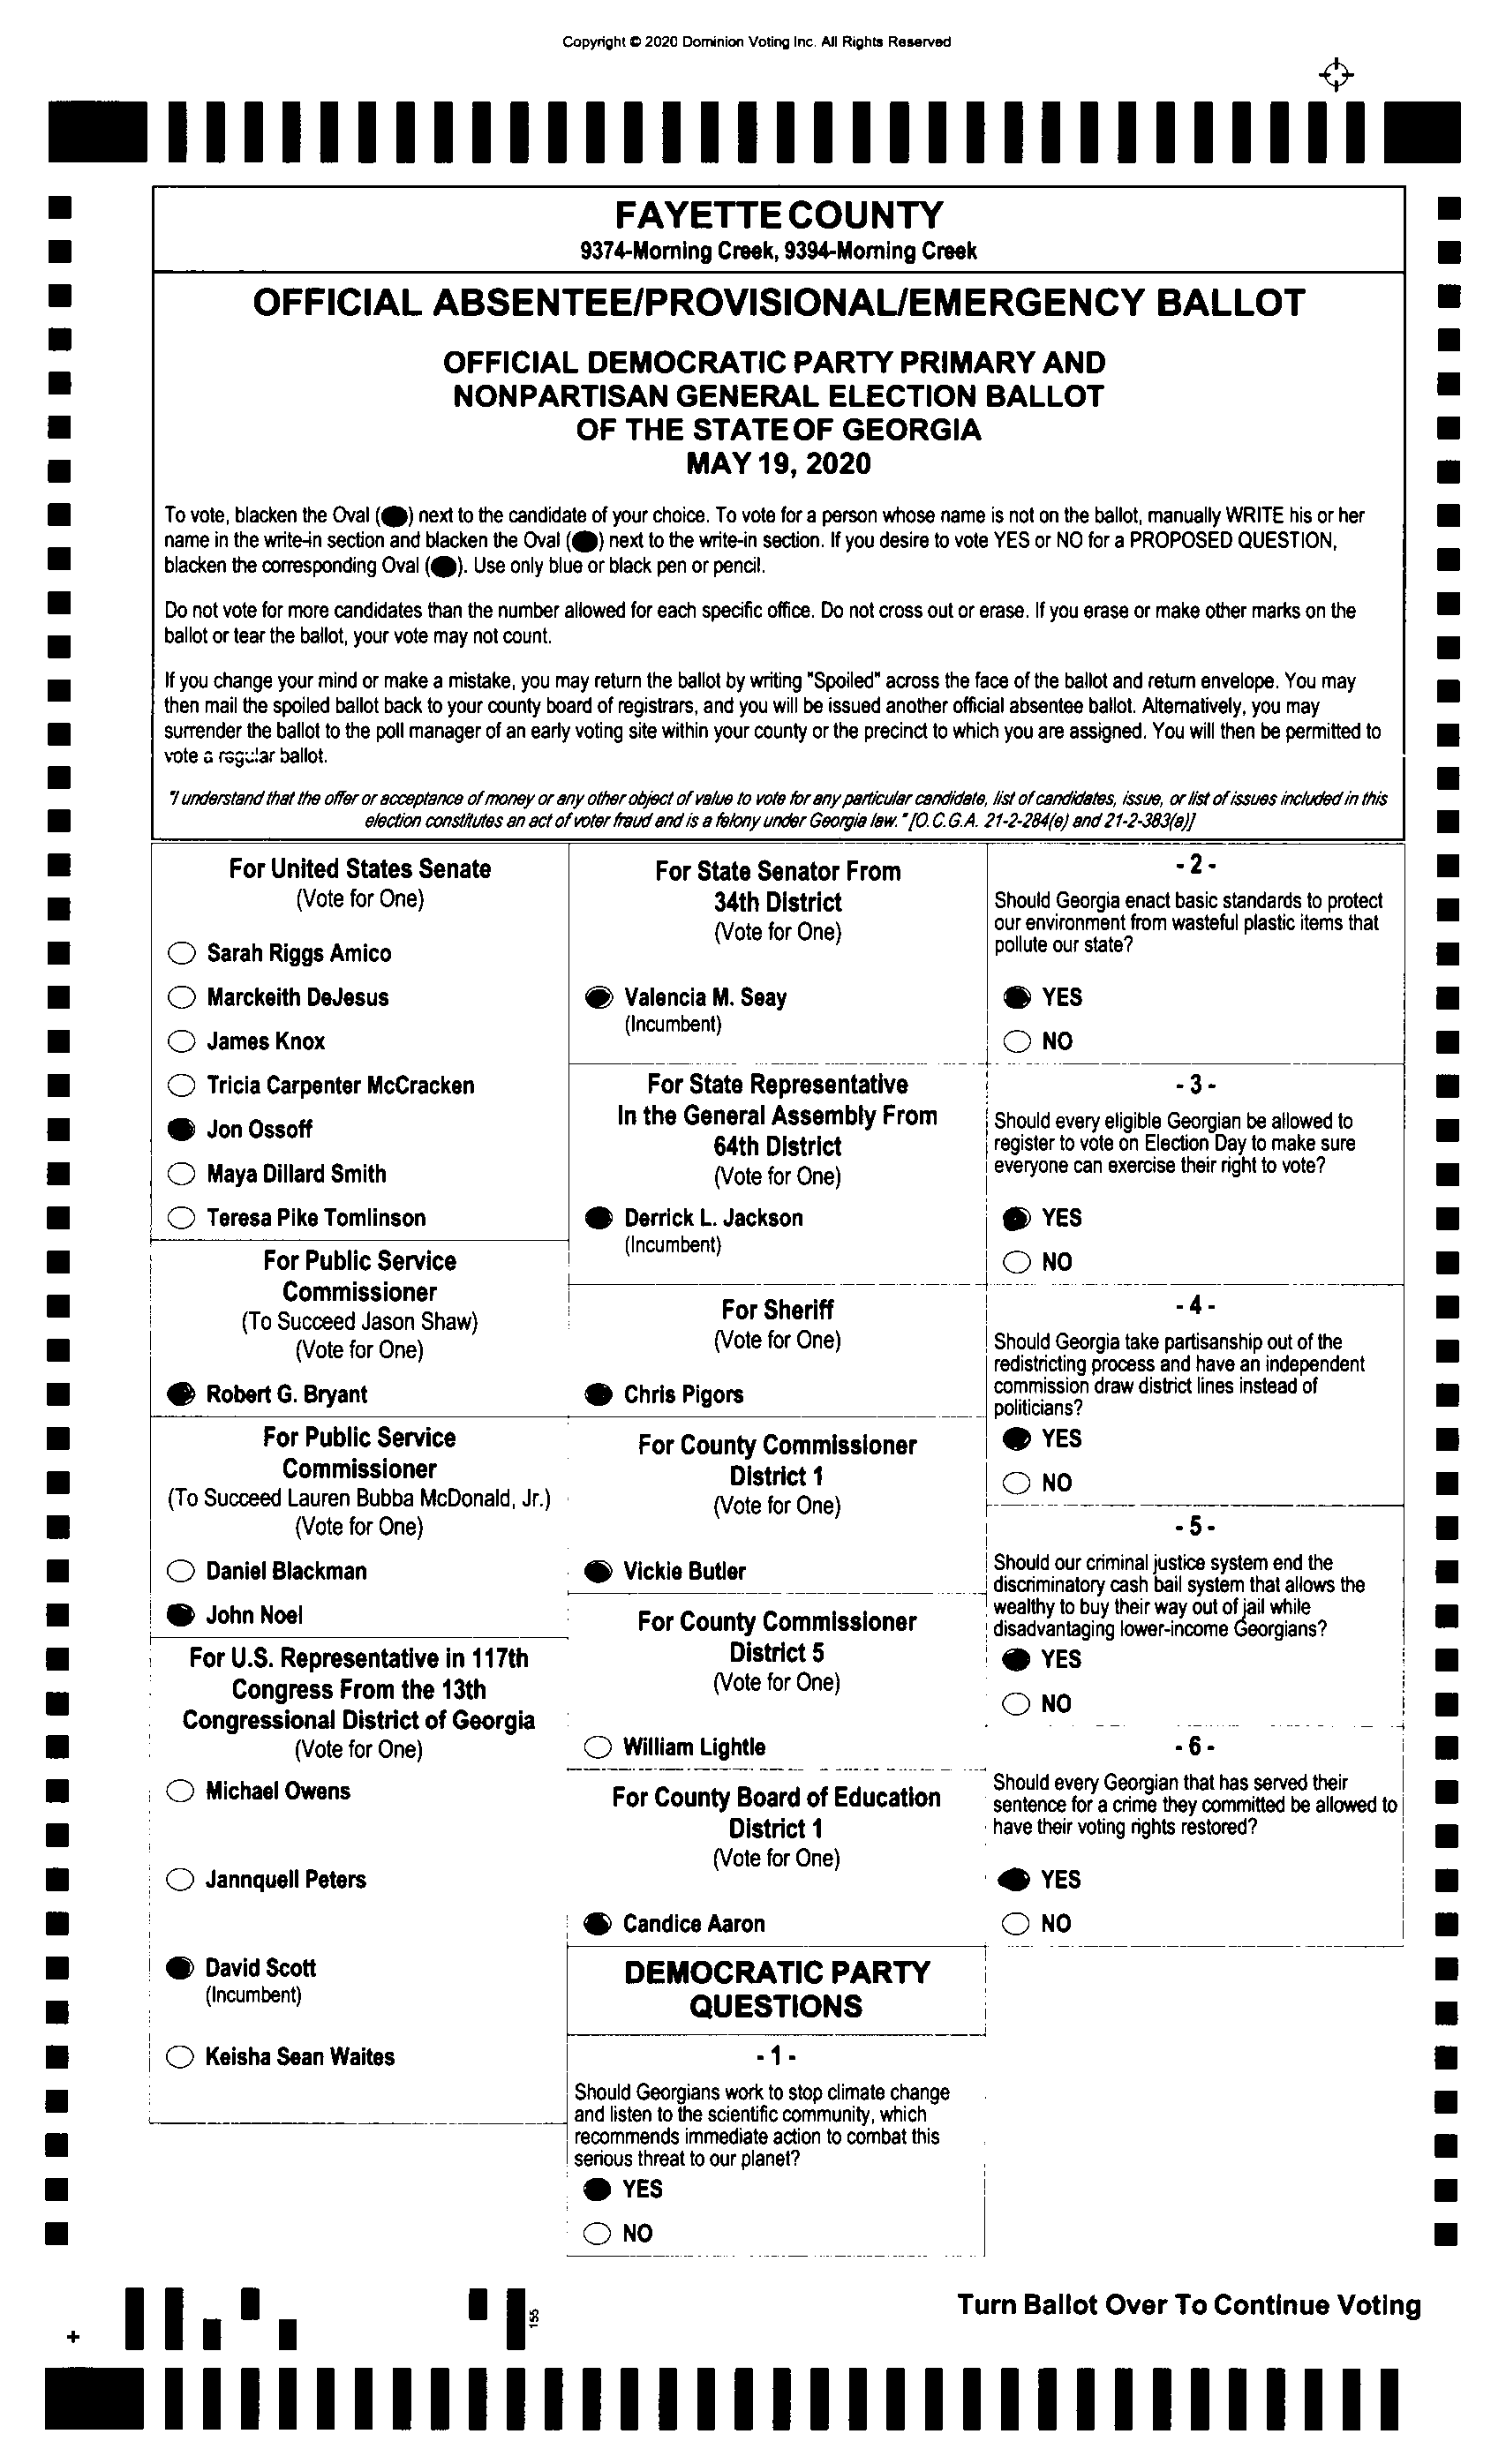 Copyright © 2020 Dominion Voting Inc. All Rights Reserved
FAYETTE COUNTY
9374-Morning Creek, 9394-Morning Creek
OFFICIAL ABSENTEE/PROVISIONAL/EMERGENCY BALLOT
OFFICIAL DEMOCRATIC PARTY PRIMARY AND
NONPARTISAN GENERAL ELECTION BALLOT
OF THE STATE OF GEORGIA
MAY 19, 2020
To vote, blacken the Oval ( ) next to the candidate of your choice. To vote for a person whose name is not on the ballot, manually WRITE his or her
name in the write-in section and blacken the Oval ( ) next to the write-in section. If you desire to vote YES or NO for a PROPOSED QUESTION,
blacken the corresponding Oval ( ). Use only blue or black pen or pencil.
Do not vote for more candidates than the number allowed for each specific office. Do not cross out or erase. If you erase or make other marks on the
ballot or tear the ballot, your vote may not count.
If you change your mind or make a mistake, you may return the ballot by writing "Spoiled" across the face of the ballot and return envelope. You may
then mail the spoiled ballot back to your county board of registrars, and you will be issued another official absentee ballot. Alternatively, you may
surrender the ballot to the poll manager of an early voting site within your county or the precinct to which you are assigned. You will then be permitted to
vote a regular ballot.
"I understand that the offer or acceptance of money or any other object of value to vote for any particular candidate, list of candidates, issue, or list of issues included in this
election constitutes an act of voter fraud and is a felony under Georgia law." [O.C.G.A. 21-2-284(e) and 21-2-383(a)]
For United States Senate
(Vote for One)
Sarah Riggs Amico
Marckeith DeJesus
James Knox
Tricia Carpenter McCracken
Jon Ossoff
Maya Dillard Smith
Teresa Pike Tomlinson
For Public Service
Commissioner
(To Succeed Jason Shaw)
(Vote for One)
Robert G. Bryant
For Public Service
Commissioner
(To Succeed Lauren Bubba McDonald, Jr.)
(Vote for One)
Daniel Blackman
John Noel
For U.S. Representative in 117th
Congress From the 13th
Congressional District of Georgia
(Vote for One)
Michael Owens
Jannquell Peters
David Scott
(Incumbent)
Keisha Sean Waites
For State Senator From
34th District
(Vote for One)
Valencia M. Seay
(Incumbent)
For State Representative
In the General Assembly From
64th District
(Vote for One)
Derrick L. Jackson
(Incumbent)
For Sheriff
(Vote for One)
Chris Pigors
For County Commissioner
District 1
(Vote for One)
Vickie Butler
For County Commissioner
District 5
(Vote for One)
William Lightle
For County Board of Education
District 1
(Vote for One)
Candice Aaron
DEMOCRATIC PARTY
QUESTIONS
- 1 -
Should Georgians work to stop climate change
and listen to the scientific community, which
recommends immediate action to combat this
serious threat to our planet?
YES
NO
- 2 -
Should Georgia enact basic standards to protect
our environment from wasteful plastic items that
pollute our state?
YES
NO
- 3 -
Should every eligible Georgian be allowed to
register to vote on Election Day to make sure
everyone can exercise their right to vote?
YES
NO
- 4 -
Should Georgia take partisanship out of the
redistricting process and have an independent
commission draw district lines instead of
politicians?
YES
NO
- 5 -
Should our criminal justice system end the
discriminatory cash bail system that allows the
wealthy to buy their way out of jail while
disadvantaging lower-income Georgians?
YES
NO
- 6 -
Should every Georgian that has served their
sentence for a crime they committed be allowed to
have their voting rights restored?
YES
NO
155
Turn Ballot Over To Continue Voting
+